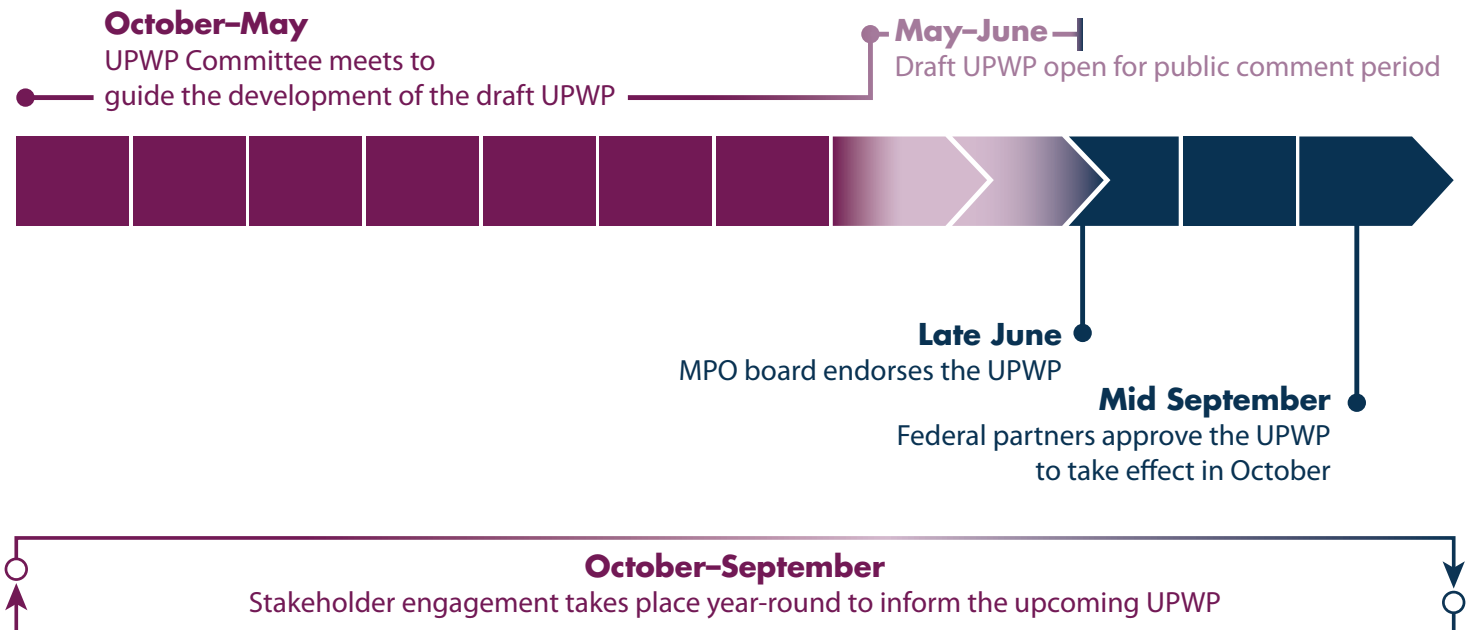 October–May
UPWP Committee meets to
guide the development of the draft UPWP
May–June
Draft UPWP open for public comment period
Late June
MPO board endorses the UPWP
Mid September
Federal partners approve the UPWP
to take effect in October
October–September
Stakeholder engagement takes place year-round to inform the upcoming UPWP